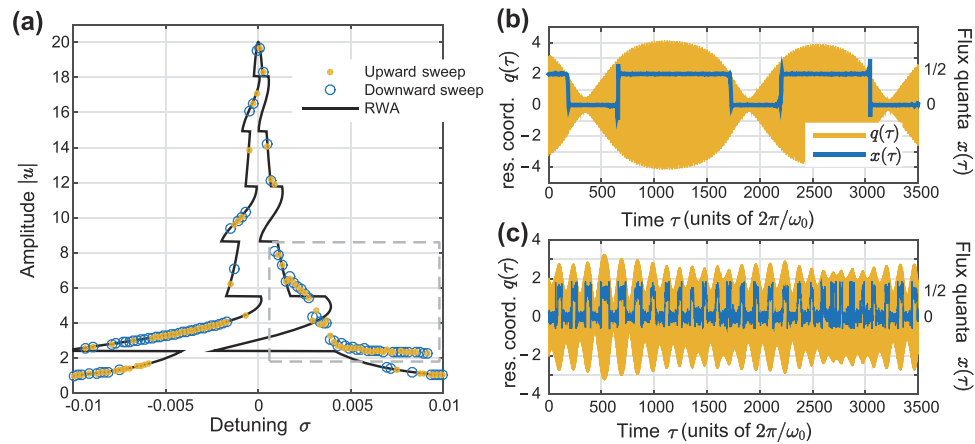 (a)
Amplitude |u|
20
18
16
14
12
10
8
6
4
2
0
-0.01
-0.005
0
0.005
0.01
Detuning σ
Upward sweep
Downward sweep
RWA
(b)
res. coord. q(τ)
4
2
0
−2
−4
0
500
1000
1500
2000
2500
3000
3500
Time τ (units of 2π/ω₀)
1/2
0
Flux quanta x(τ)
q(τ)
x(τ)
(c)
res. coord. q(τ)
4
2
0
−2
−4
0
500
1000
1500
2000
2500
3000
3500
Time τ (units of 2π/ω₀)
1/2
0
Flux quanta x(τ)